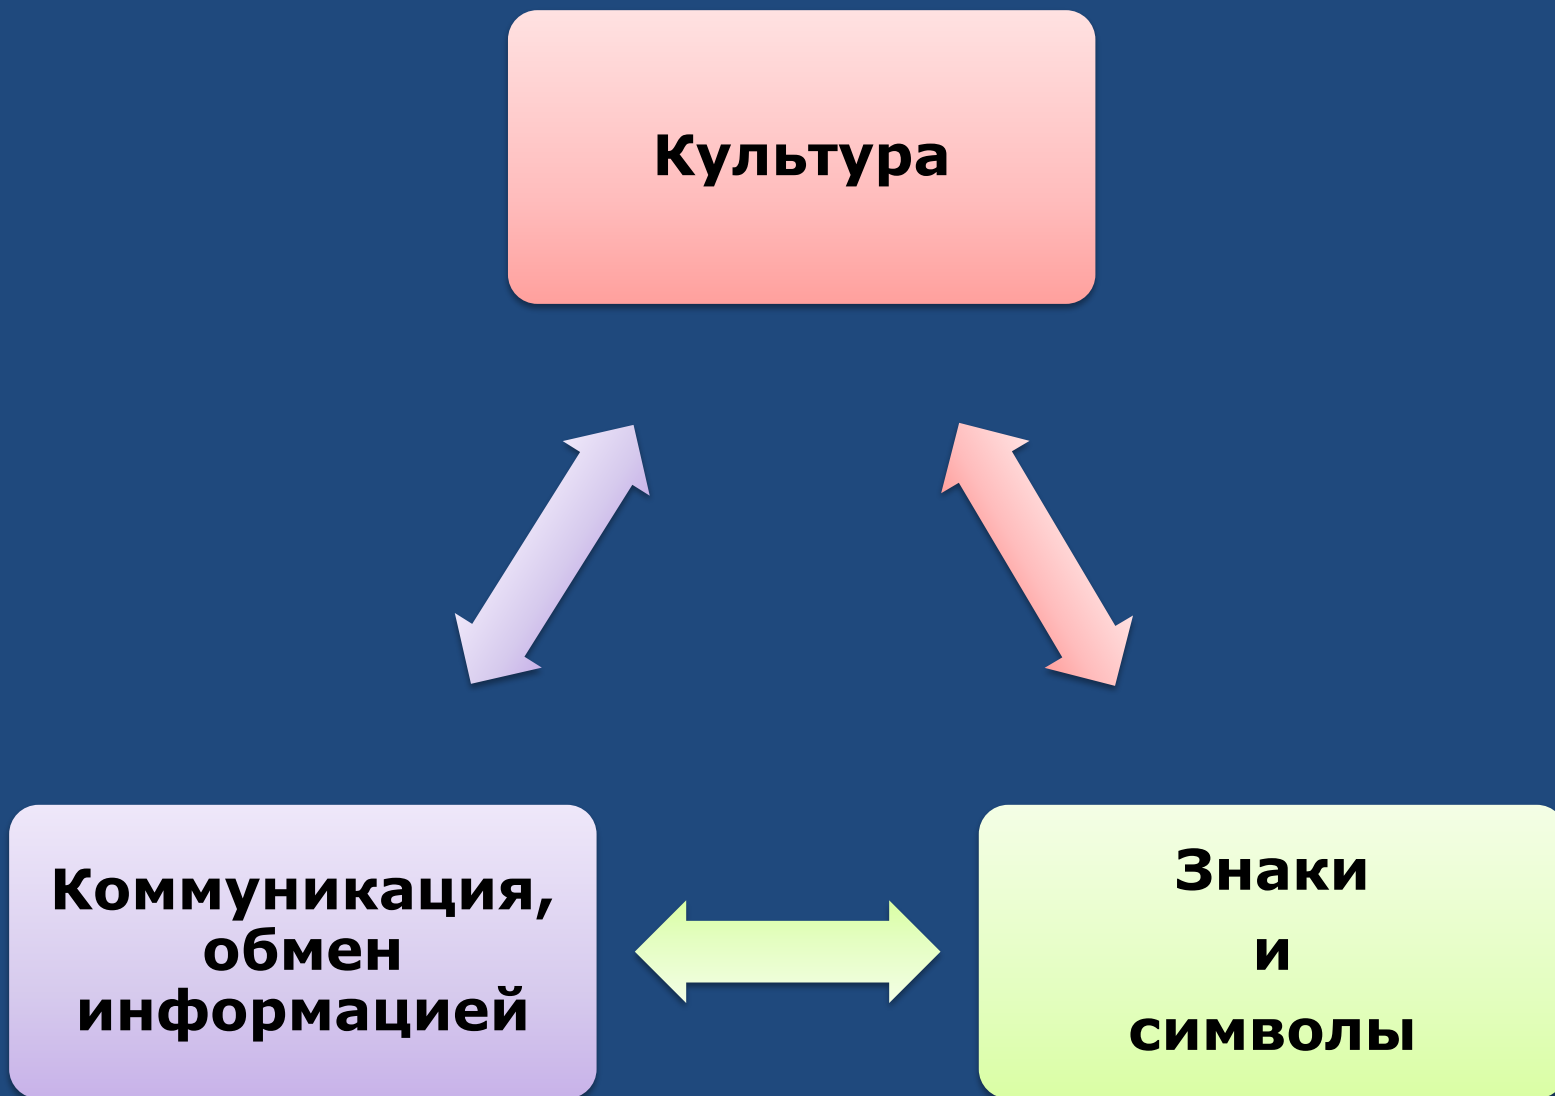 Культура
Коммуникация,
обмен
информацией
Знаки
и
символы